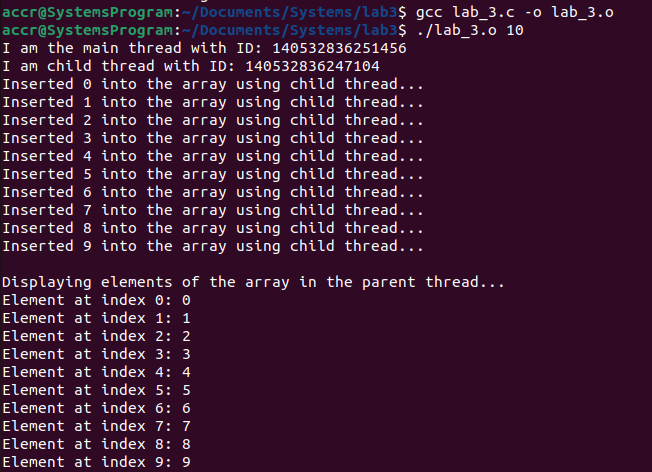 accr@SystemsProgram:~/Documents/Systems/lab3$ gcc lab_3.c -o lab_3.o
accr@SystemsProgram:~/Documents/Systems/lab3$ ./lab_3.o 10
I am the main thread with ID: 140532836251456
I am child thread with ID: 140532836247104
Inserted 0 into the array using child thread...
Inserted 1 into the array using child thread...
Inserted 2 into the array using child thread...
Inserted 3 into the array using child thread...
Inserted 4 into the array using child thread...
Inserted 5 into the array using child thread...
Inserted 6 into the array using child thread...
Inserted 7 into the array using child thread...
Inserted 8 into the array using child thread...
Inserted 9 into the array using child thread...

Displaying elements of the array in the parent thread...
Element at index 0: 0
Element at index 1: 1
Element at index 2: 2
Element at index 3: 3
Element at index 4: 4
Element at index 5: 5
Element at index 6: 6
Element at index 7: 7
Element at index 8: 8
Element at index 9: 9